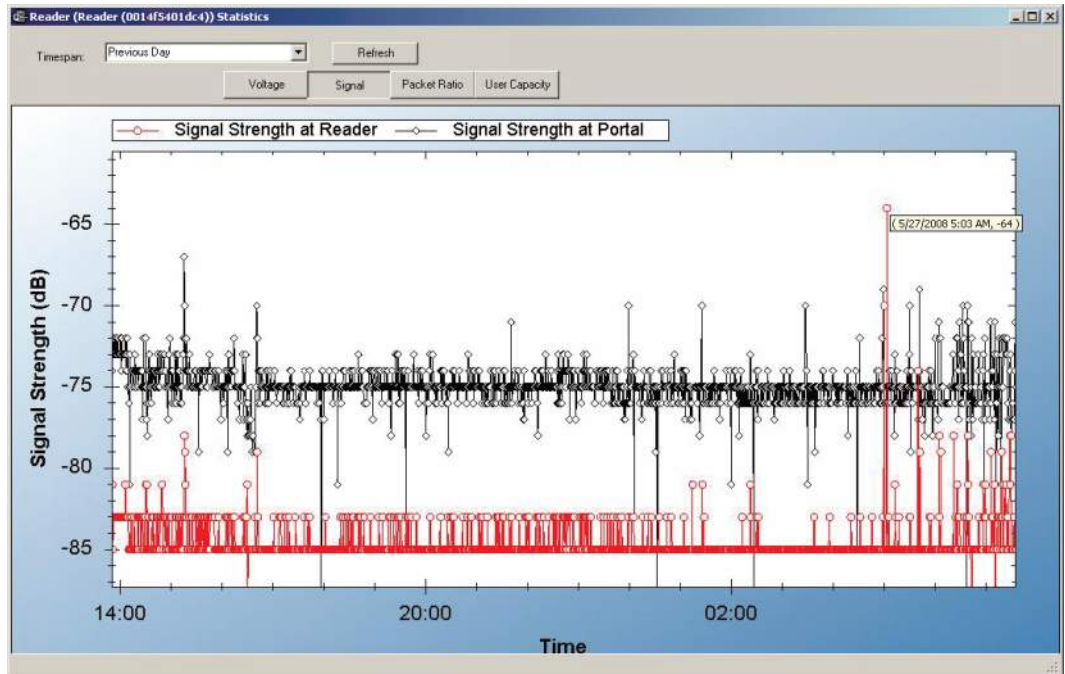 Reader (Reader (0014f5401dc4)) Statistics
Timespan: Previous Day Refresh
Voltage Signal Packet Ratio User Capacity
Signal Strength at Reader Signal Strength at Portal
-65
( 5/27/2008 5:03 AM, -64 )
-70
-75
-80
-85
Signal Strength (dB)
14:00 20:00 02:00
Time